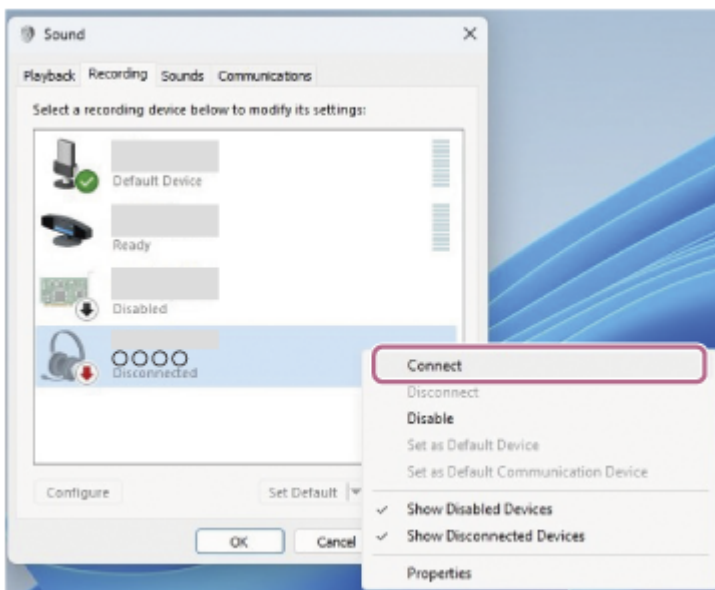 Sound
Playback Recording Sounds Communications
Select a recording device below to modify its settings:
Default Device
Ready
Disabled
○○○○
Disconnected
Configure
Set Default
OK
Cancel
Connect
Disconnect
Disable
Set as Default Device
Set as Default Communication Device
Show Disabled Devices
Show Disconnected Devices
Properties